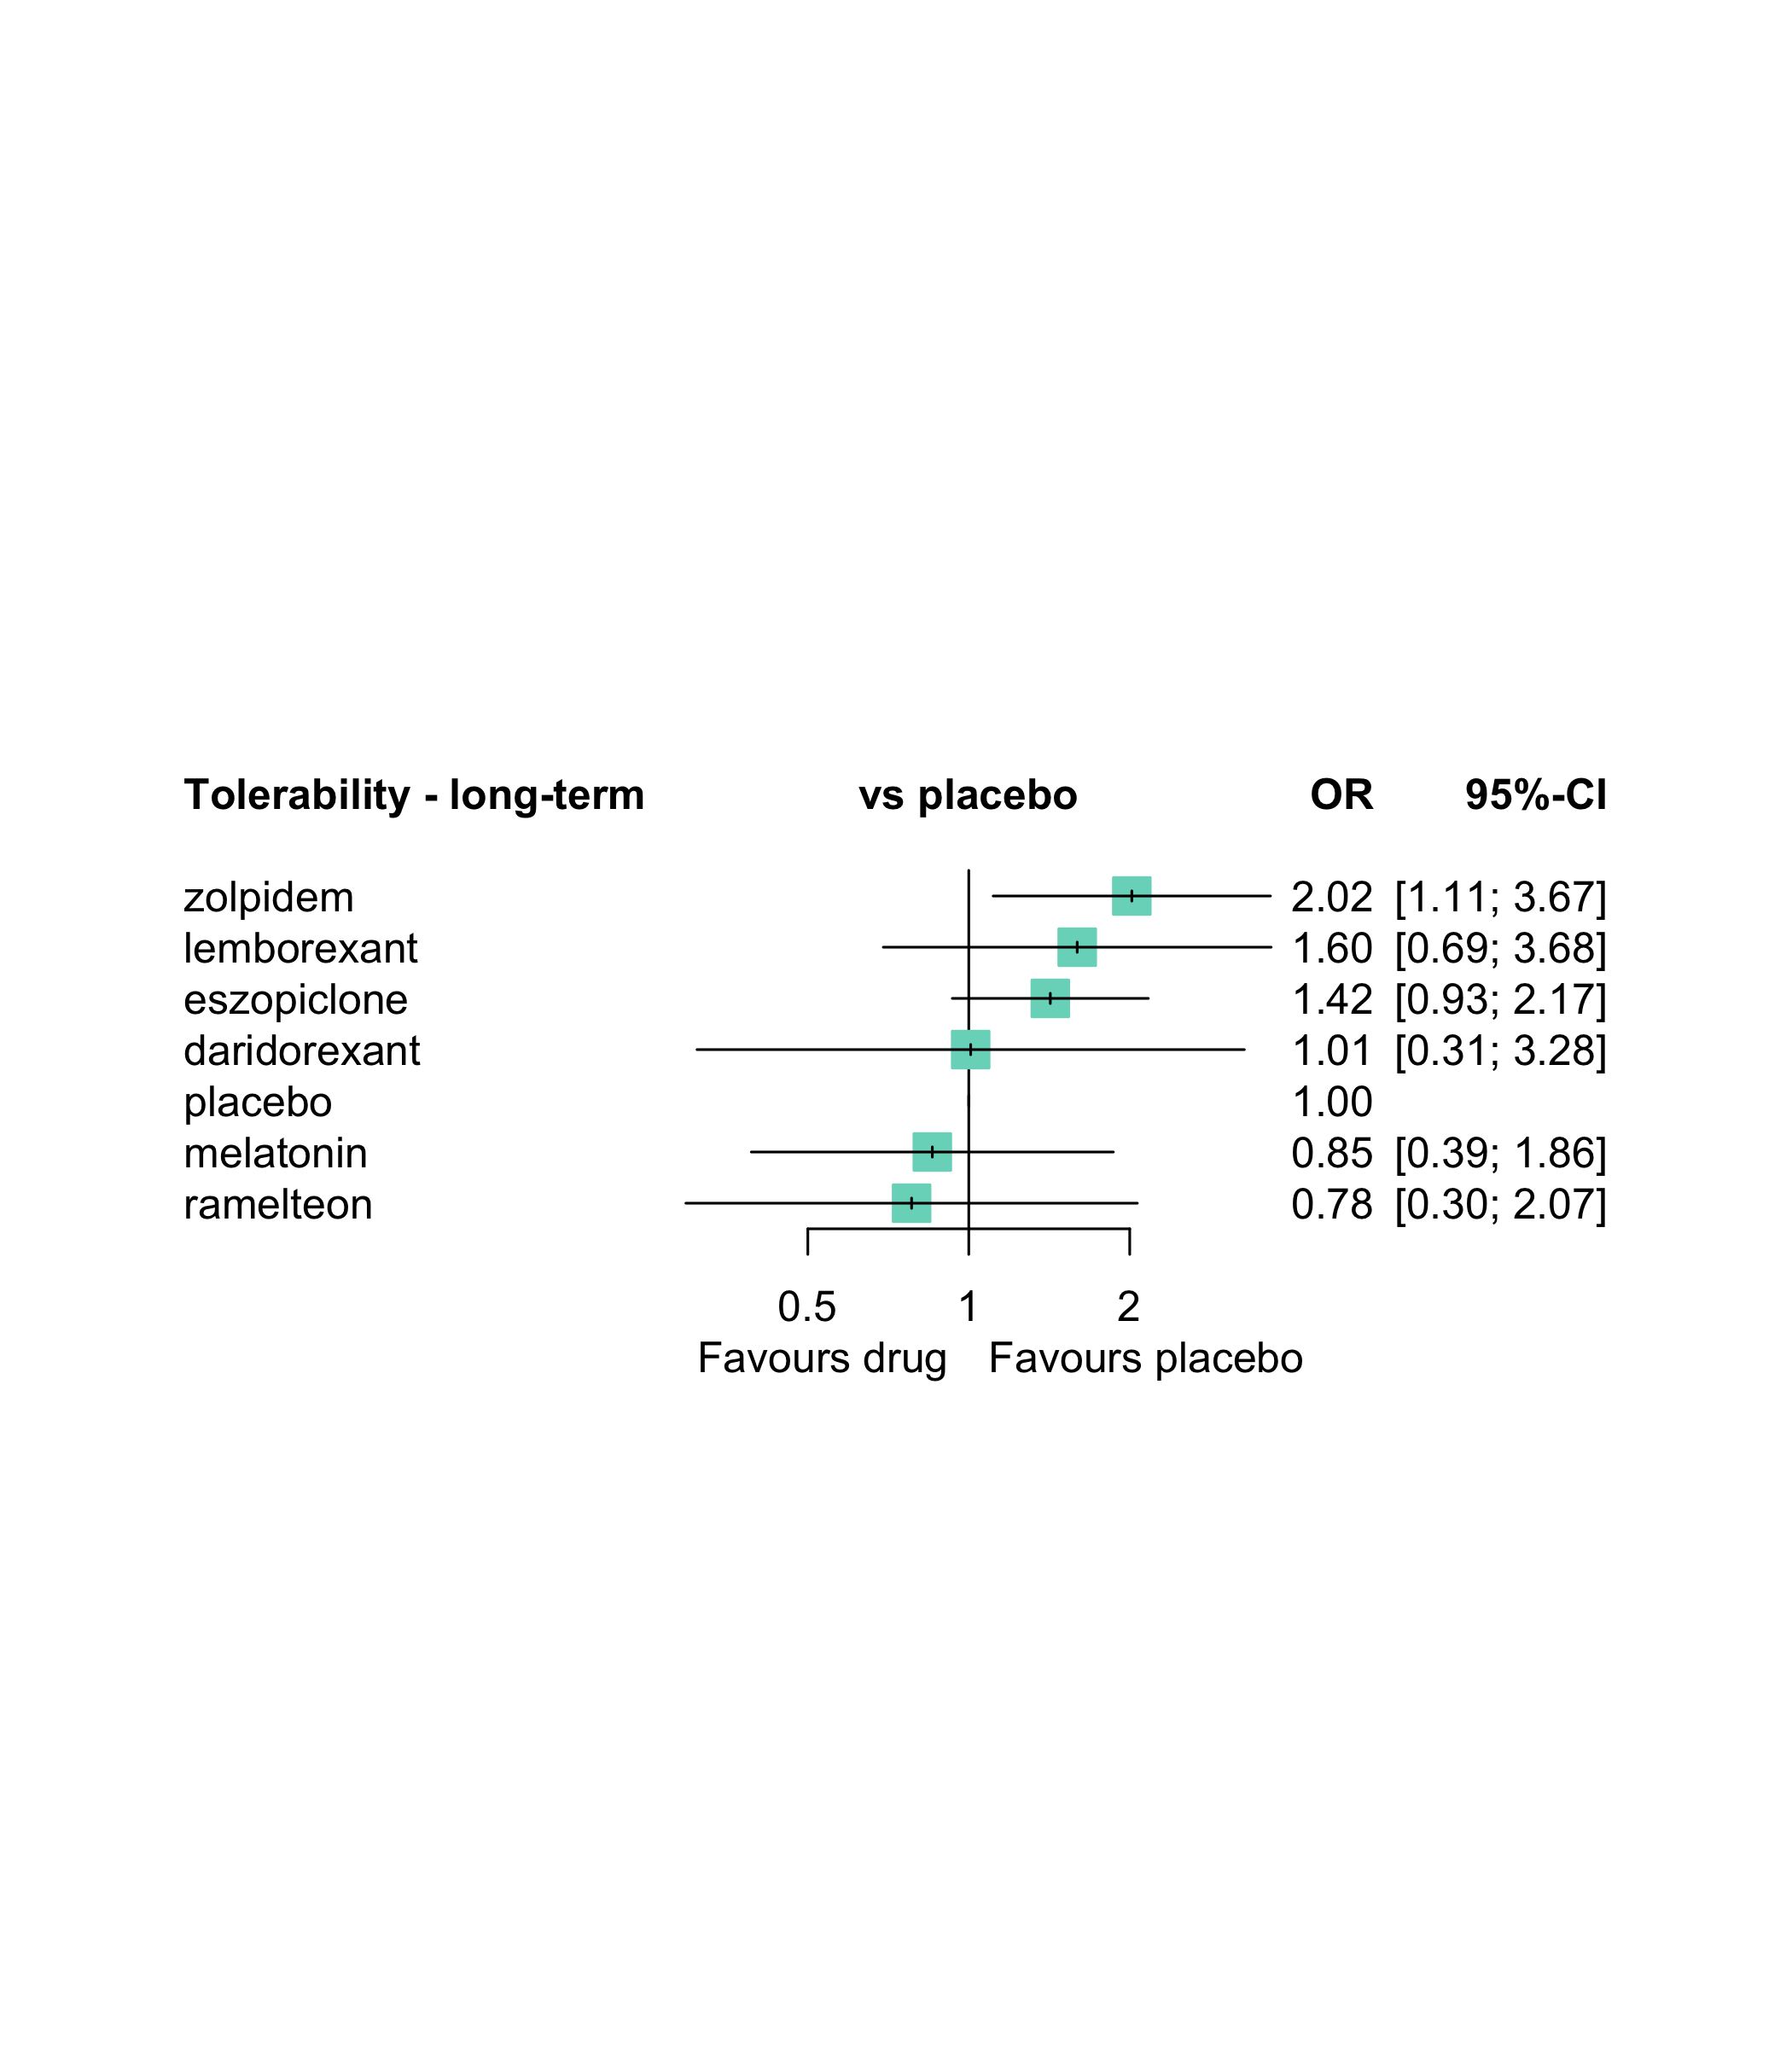 Tolerability - long-term vs placebo OR 95%-CI
zolpidem 2.02 [1.11; 3.67]
lemborexant 1.60 [0.69; 3.68]
eszopiclone 1.42 [0.93; 2.17]
daridorexant 1.01 [0.31; 3.28]
placebo 1.00
melatonin 0.85 [0.39; 1.86]
ramelteon 0.78 [0.30; 2.07]
0.5 1 2
Favours drug Favours placebo